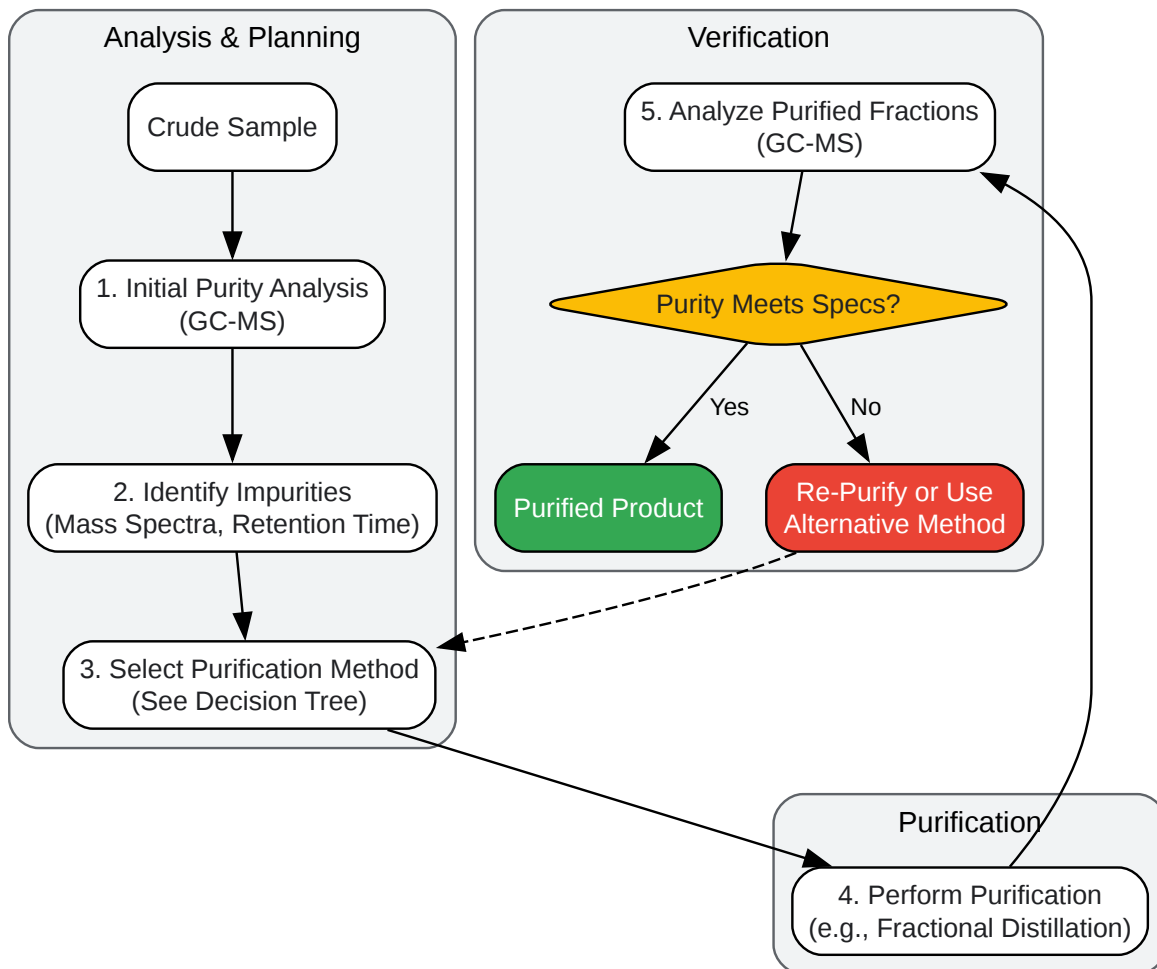 Analysis & Planning
Crude Sample
1. Initial Purity Analysis
(GC-MS)
2. Identify Impurities
(Mass Spectra, Retention Time)
3. Select Purification Method
(See Decision Tree)
Verification
5. Analyze Purified Fractions
(GC-MS)
Purity Meets Specs?
Yes
No
Purified Product
Re-Purify or Use
Alternative Method
Purification
4. Perform Purification
(e.g., Fractional Distillation)